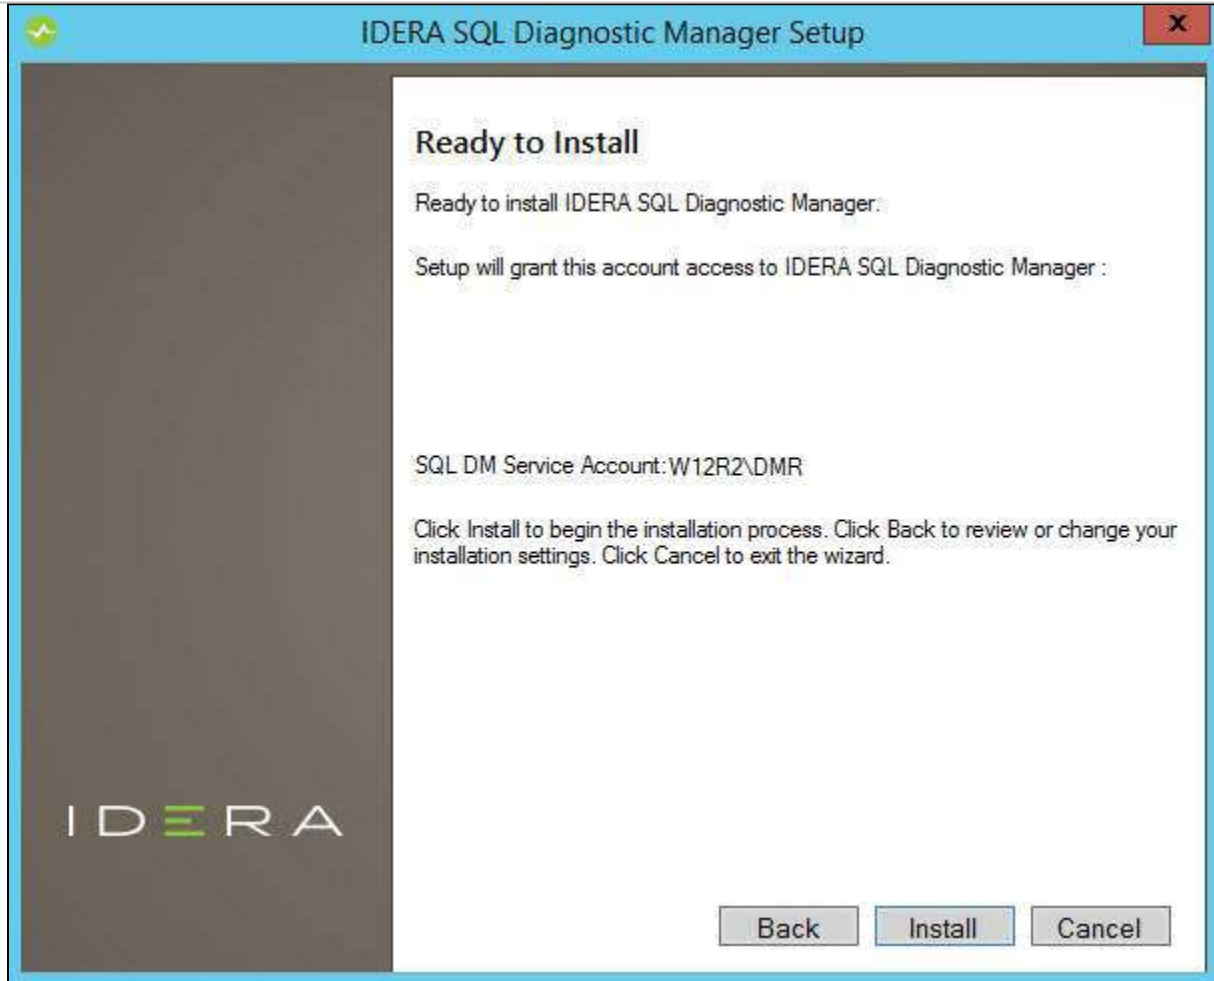 IDERA SQL Diagnostic Manager Setup
x
Ready to Install
Ready to install IDERA SQL Diagnostic Manager.
Setup will grant this account access to IDERA SQL Diagnostic Manager :
SQL DM Service Account: W12R2\DMR
Click Install to begin the installation process. Click Back to review or change your
installation settings. Click Cancel to exit the wizard.
IDERA
Back Install Cancel